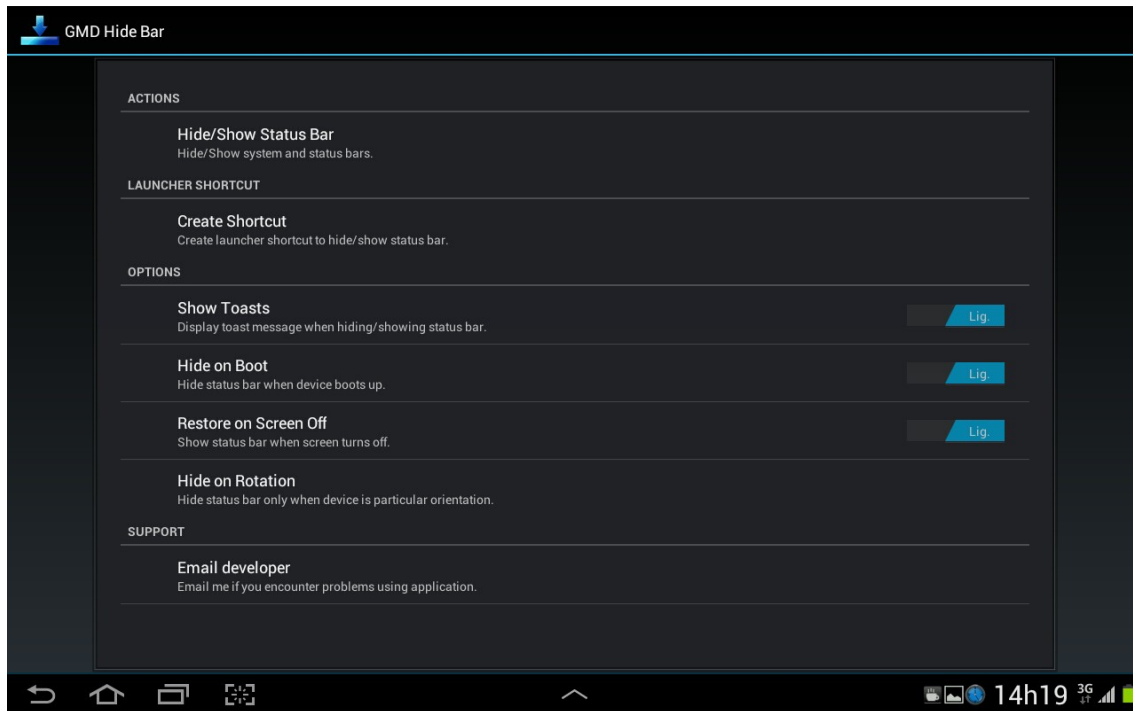 GMD Hide Bar
ACTIONS
Hide/Show Status Bar
Hide/Show system and status bars.
LAUNCHER SHORTCUT
Create Shortcut
Create launcher shortcut to hide/show status bar.
OPTIONS
Show Toasts
Display toast message when hiding/showing status bar.
Lig.
Hide on Boot
Hide status bar when device boots up.
Lig.
Restore on Screen Off
Show status bar when screen turns off.
Lig.
Hide on Rotation
Hide status bar only when device is particular orientation.
SUPPORT
Email developer
Email me if you encounter problems using application.
14h19 3G